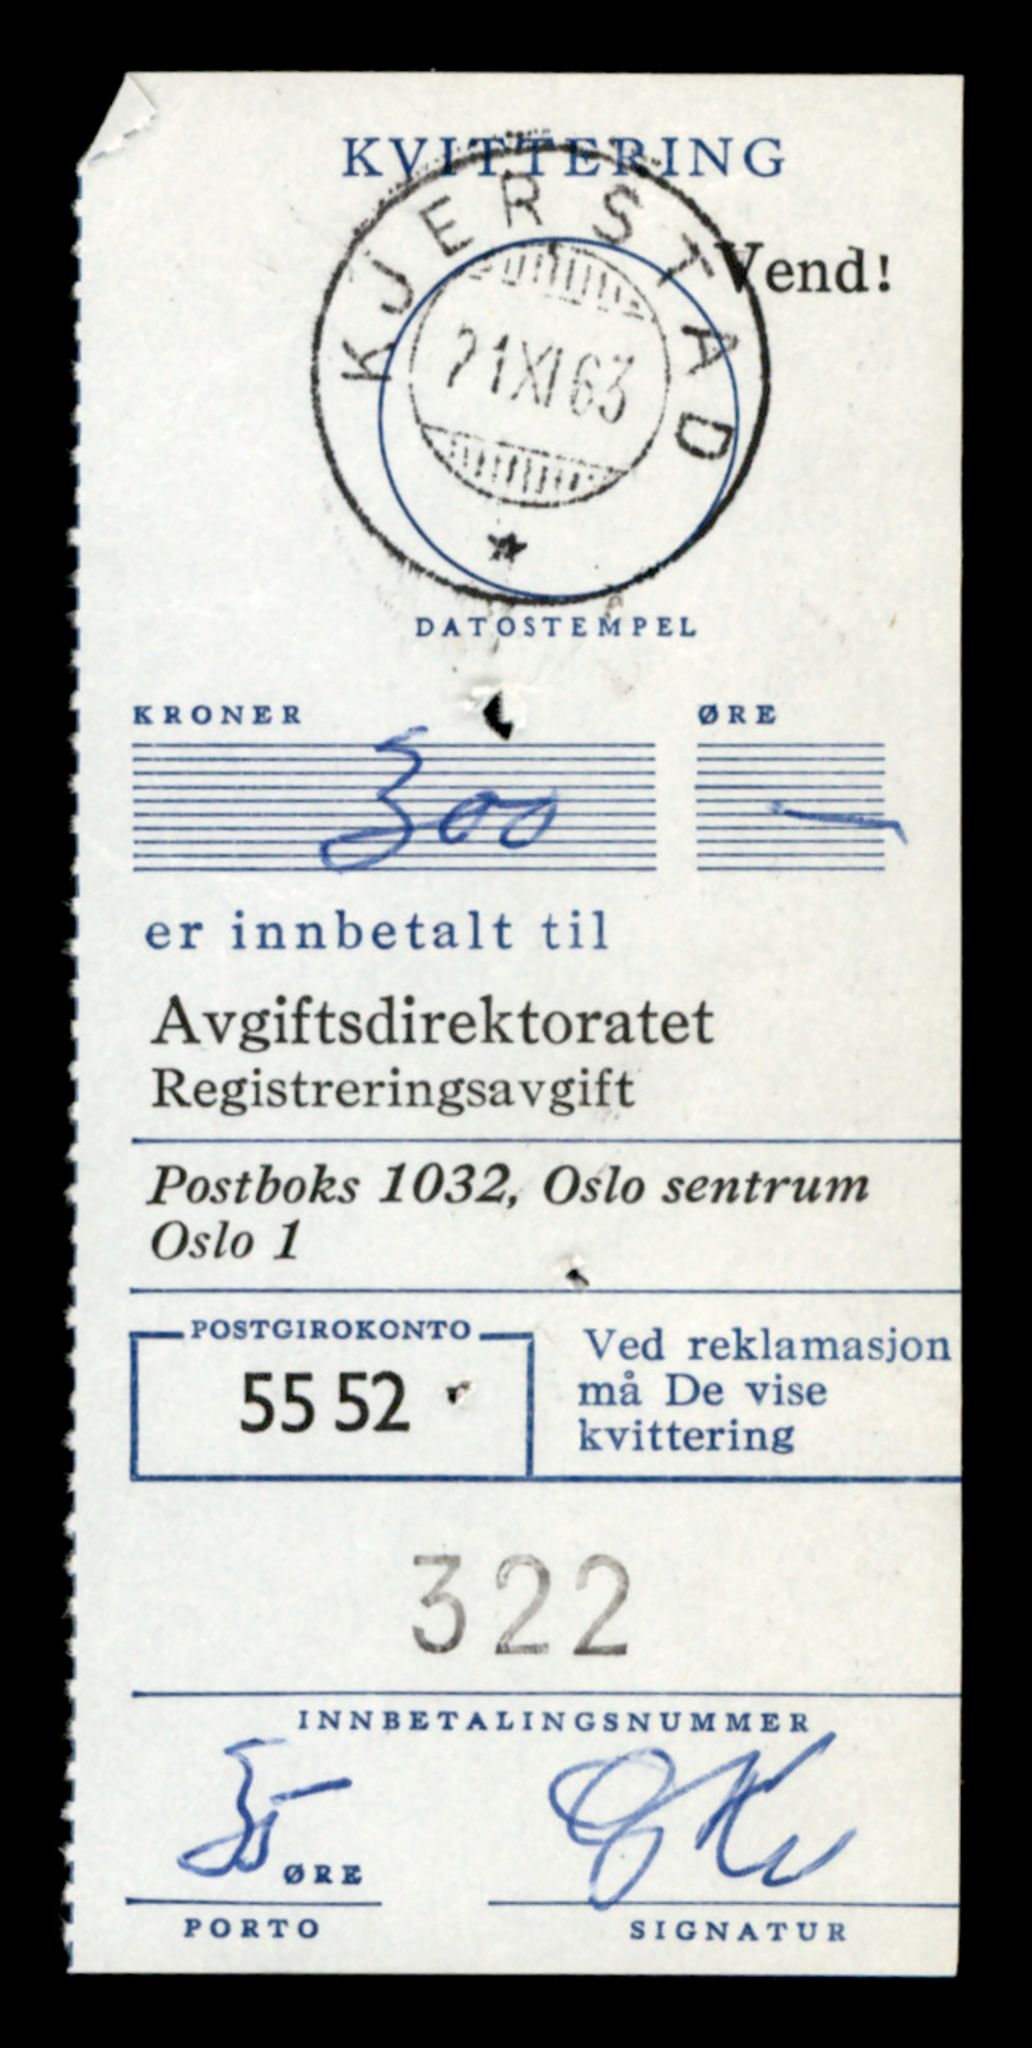 KVITTERING
KJERSTAD
Vend!
21 XI 63
DATOSTEMPEL
KRONER ØRE
300 —
er innbetalt til
Avgiftsdirektoratet
Registreringsavgift
Postboks 1032, Oslo sentrum
Oslo 1
POSTGIROKONTO
55 52
Ved reklamasjon
må De vise
kvittering
322
INNBETALINGSNUMMER
35 ØRE
PORTO SIGNATUR